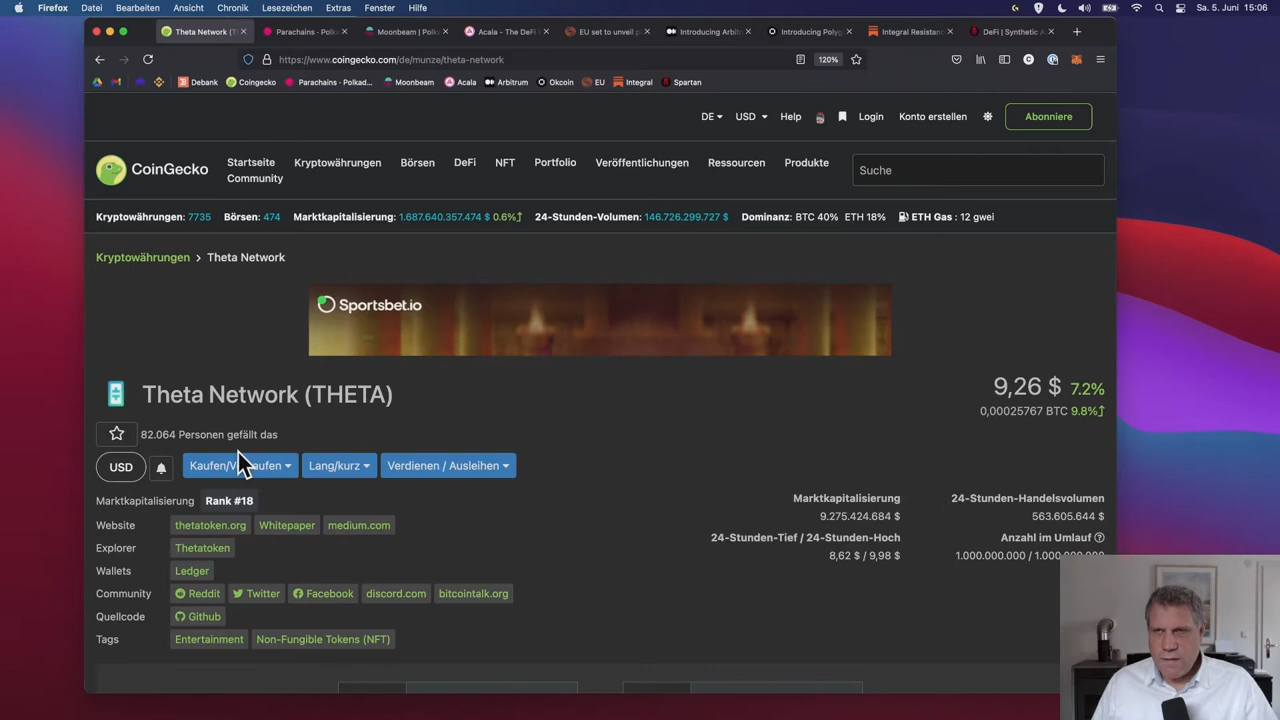 Firefox Datei Bearbeiten Ansicht Chronik Lesezeichen Extras Fenster Hilfe Sa. 5. Juni 15:06
Theta Network (T Parachains - Polka Moonbeam | Polk Acala - The DeFi EU set to unveil p Introducing Arbit Introducing Polyg Integral Resistan DeFi | Synthetic A
https://www.coingecko.com/de/munze/theta-network 120%
Debank Coingecko Parachains - Polkad... Moonbeam Acala Arbitrum Okcoin EU Integral Spartan
DE USD Help Login Konto erstellen Abonniere
CoinGecko Startseite Kryptowährungen Börsen DeFi NFT Portfolio Veröffentlichungen Ressourcen Produkte Community Suche
Kryptowährungen: 7735 Börsen: 474 Marktkapitalisierung: 1.687.640.357.474 $ 0.6% 24-Stunden-Volumen: 146.726.299.727 $ Dominanz: BTC 40% ETH 18% ETH Gas : 12 gwei
Kryptowährungen > Theta Network
Sportsbet.io
Theta Network (THETA) 9,26 $ 7.2%
0,00025767 BTC 9.8%
82.064 Personen gefällt das
USD Lang/kurz Verdienen / Ausleihen
Marktkapitalisierung Rank #18
Website thetatoken.org Whitepaper medium.com
Explorer Thetatoken
Wallets Ledger
Community Reddit Twitter Facebook discord.com bitcointalk.org
Quellcode Github
Tags Entertainment Non-Fungible Tokens (NFT)
Marktkapitalisierung 24-Stunden-Handelsvolumen
9.275.424.684 $ 563.605.644 $
24-Stunden-Tief / 24-Stunden-Hoch Anzahl im Umlauf
8,62 $ / 9,98 $ 1.000.000.000 /